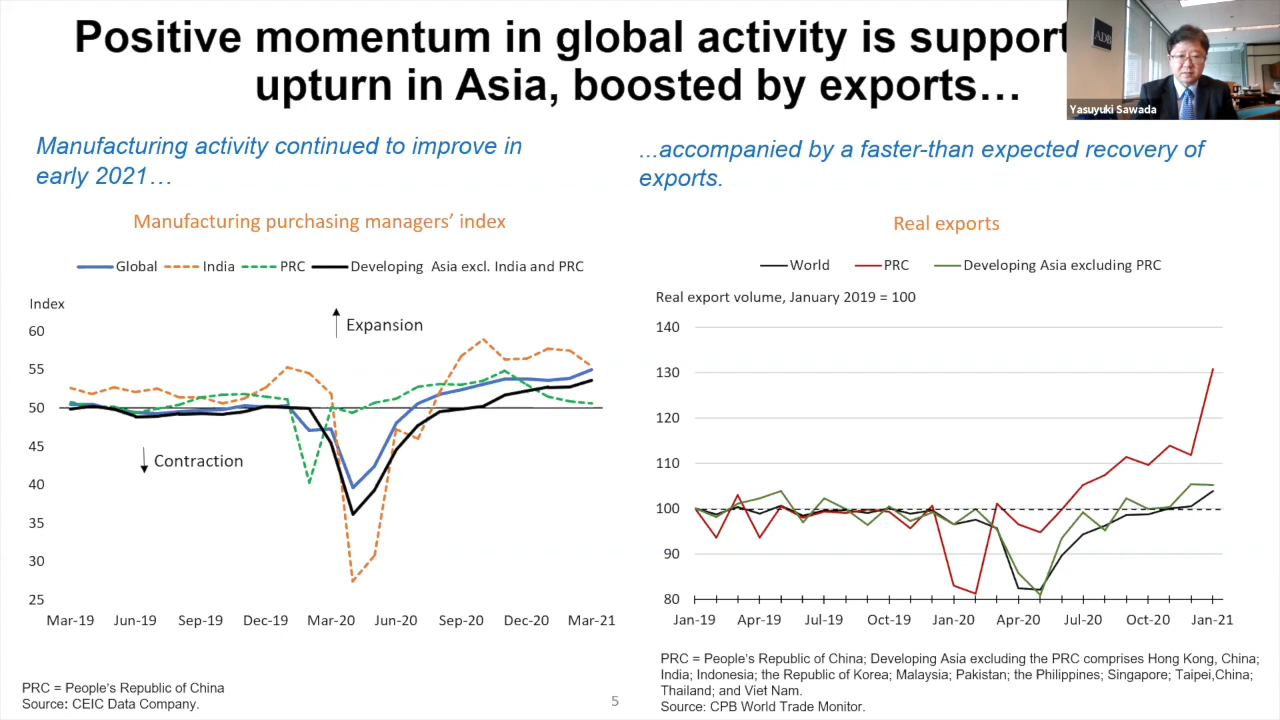 Positive momentum in global activity is support
upturn in Asia, boosted by exports…
ADB
Yasuyuki Sawada
Manufacturing activity continued to improve in
early 2021…
Manufacturing purchasing managers’ index
Global India PRC Developing Asia excl. India and PRC
Index
Expansion
60
55
50
45
40
35
30
25
Contraction
Mar-19 Jun-19 Sep-19 Dec-19 Mar-20 Jun-20 Sep-20 Dec-20 Mar-21
PRC = People’s Republic of China
Source: CEIC Data Company.
...accompanied by a faster-than expected recovery of
exports.
Real exports
World PRC Developing Asia excluding PRC
Real export volume, January 2019 = 100
140
130
120
110
100
90
80
Jan-19 Apr-19 Jul-19 Oct-19 Jan-20 Apr-20 Jul-20 Oct-20 Jan-21
PRC = People’s Republic of China; Developing Asia excluding the PRC comprises Hong Kong, China;
India; Indonesia; the Republic of Korea; Malaysia; Pakistan; the Philippines; Singapore; Taipei,China;
Thailand; and Viet Nam.
Source: CPB World Trade Monitor.
5